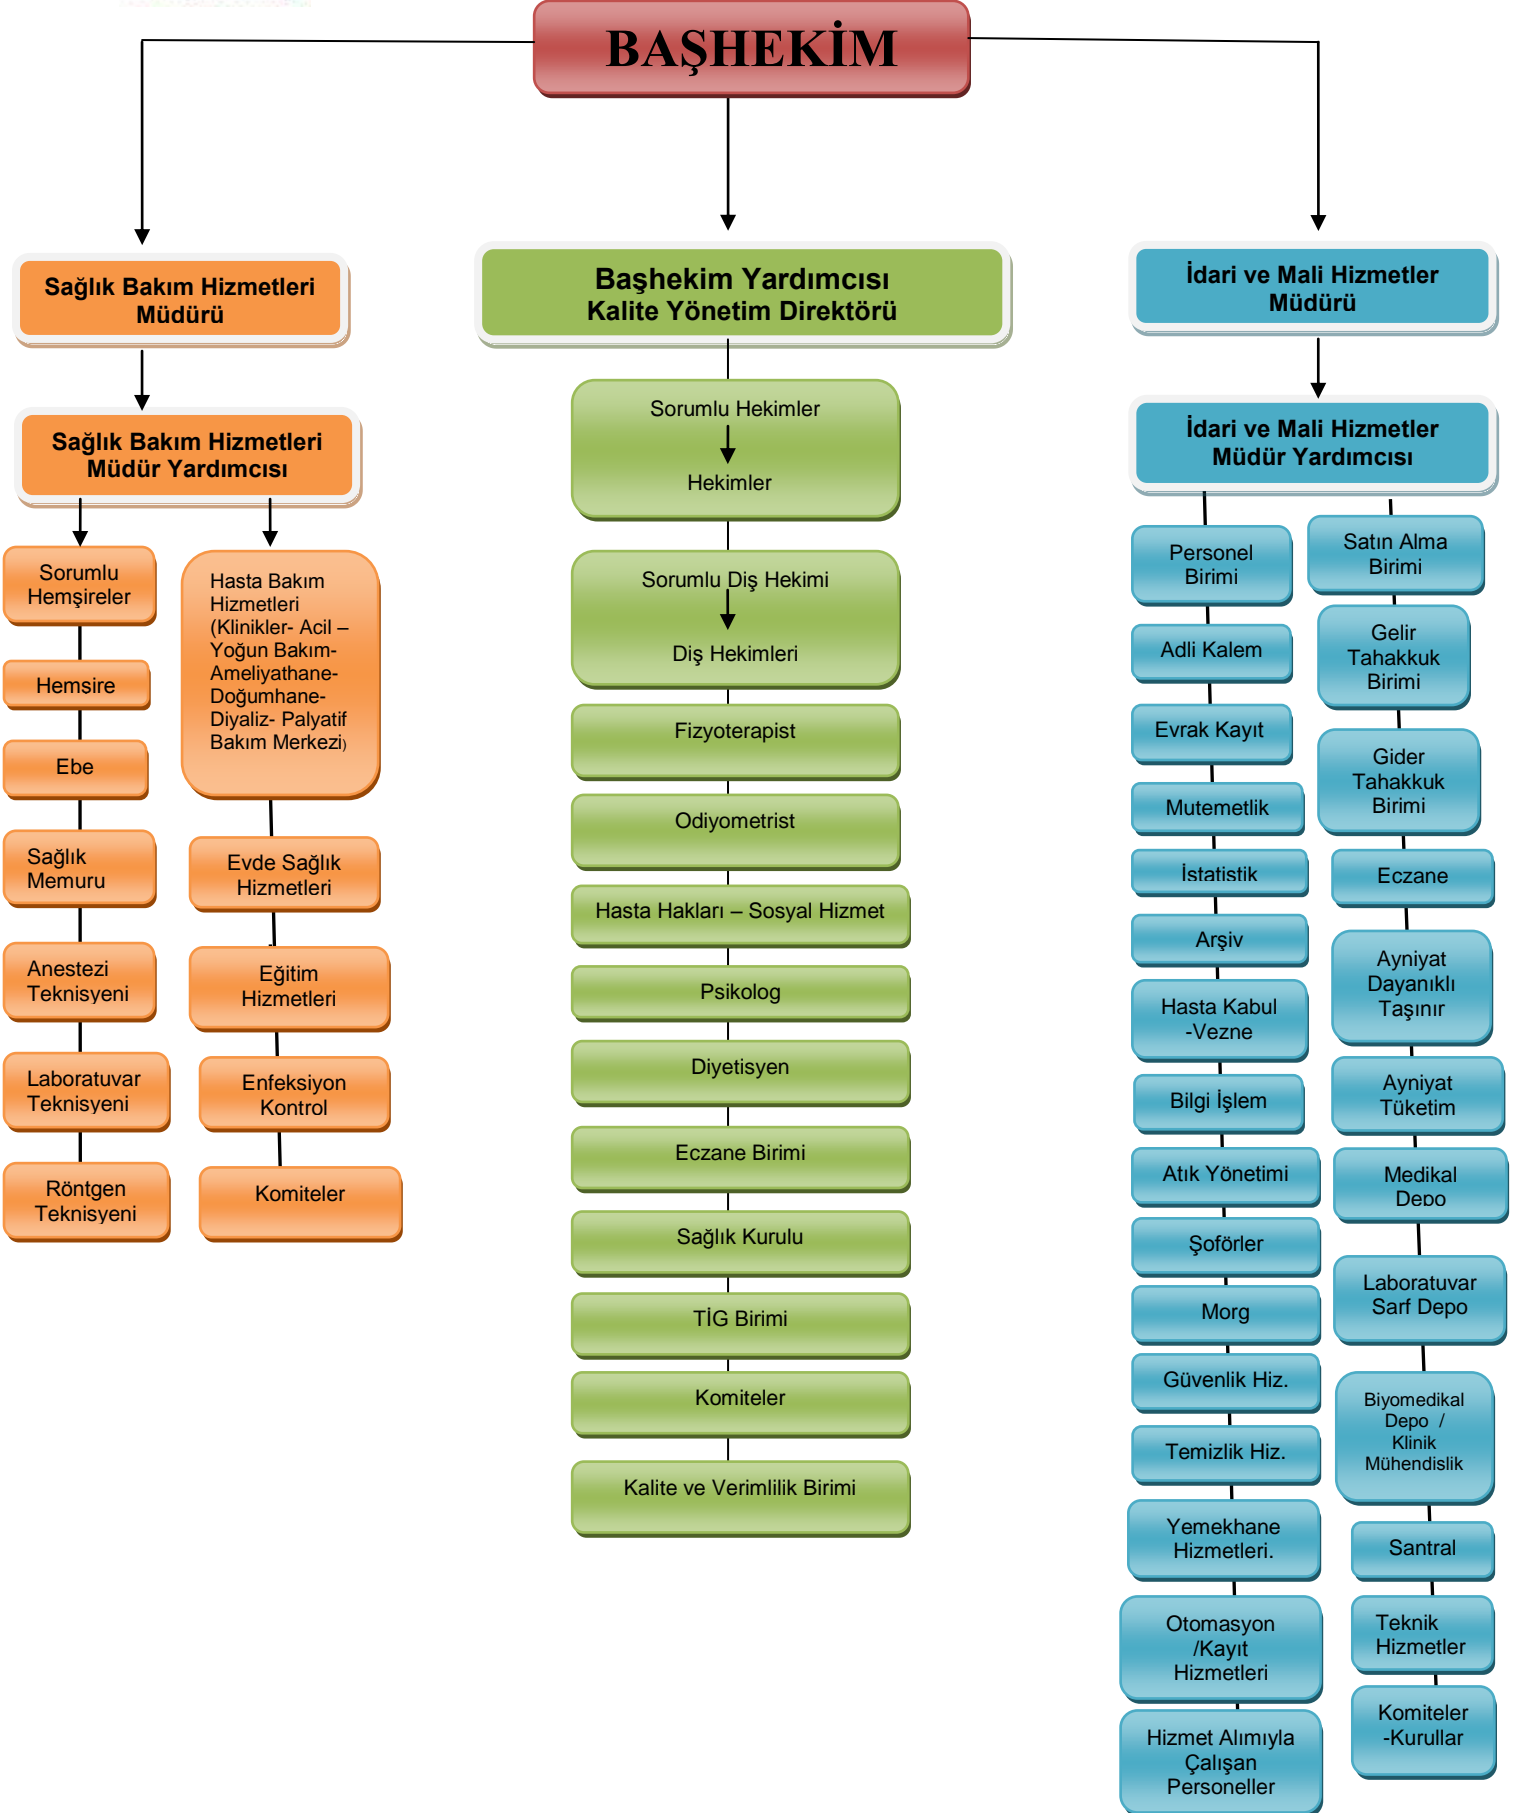 BAŞHEKİM
Sağlık Bakım Hizmetleri
Müdürü
Sağlık Bakım Hizmetleri
Müdür Yardımcısı
Sorumlu
Hemşireler
Hemsire
Ebe
Sağlık
Memuru
Anestezi
Teknisyeni
Laboratuvar
Teknisyeni
Röntgen
Teknisyeni
Hasta Bakım
Hizmetleri
(Klinikler- Acil –
Yoğun Bakım-
Ameliyathane-
Doğumhane-
Diyaliz- Palyatif
Bakım Merkezi)
Evde Sağlık
Hizmetleri
Eğitim
Hizmetleri
Enfeksiyon
Kontrol
Komiteler
Başhekim Yardımcısı
Kalite Yönetim Direktörü
Sorumlu Hekimler
Hekimler
Sorumlu Diş Hekimi
Diş Hekimleri
Fizyoterapist
Odiyometrist
Hasta Hakları – Sosyal Hizmet
Psikolog
Diyetisyen
Eczane Birimi
Sağlık Kurulu
TİG Birimi
Komiteler
Kalite ve Verimlilik Birimi
İdari ve Mali Hizmetler
Müdürü
İdari ve Mali Hizmetler
Müdür Yardımcısı
Personel
Birimi
Adli Kalem
Evrak Kayıt
Mutemetlik
İstatistik
Arşiv
Hasta Kabul
-Vezne
Bilgi İşlem
Atık Yönetimi
Şoförler
Morg
Güvenlik Hiz.
Temizlik Hiz.
Yemekhane
Hizmetleri.
Otomasyon
/Kayıt
Hizmetleri
Hizmet Alımıyla
Çalışan
Personeller
Satın Alma
Birimi
Gelir
Tahakkuk
Birimi
Gider
Tahakkuk
Birimi
Eczane
Ayniyat
Dayanıklı
Taşınır
Ayniyat
Tüketim
Medikal
Depo
Laboratuvar
Sarf Depo
Biyomedikal
Depo /
Klinik
Mühendislik
Santral
Teknik
Hizmetler
Komiteler
-Kurullar